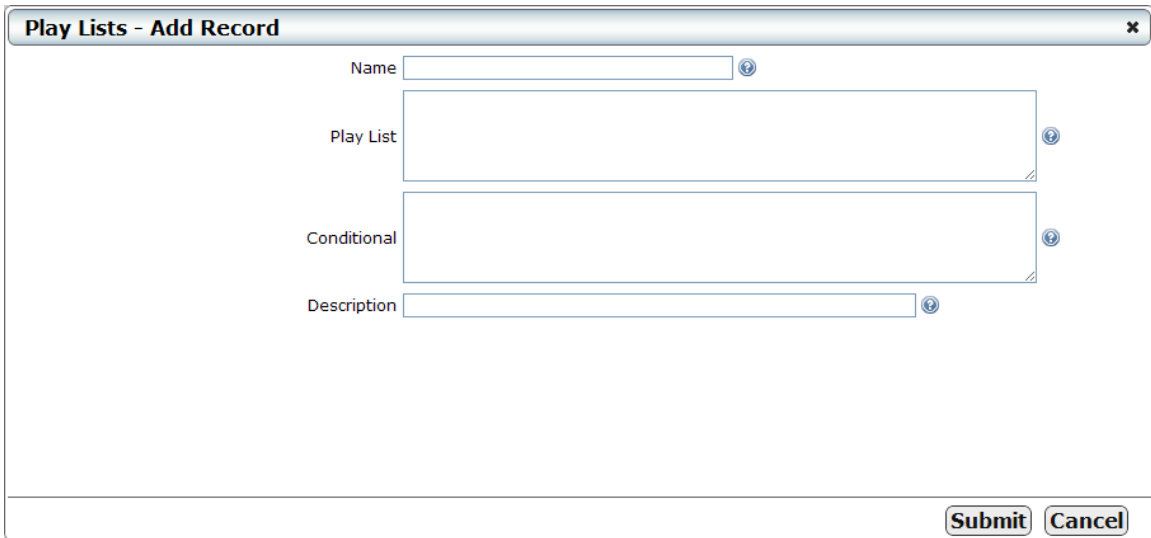 Play Lists - Add Record
Name
Play List
Conditional
Description
Submit Cancel